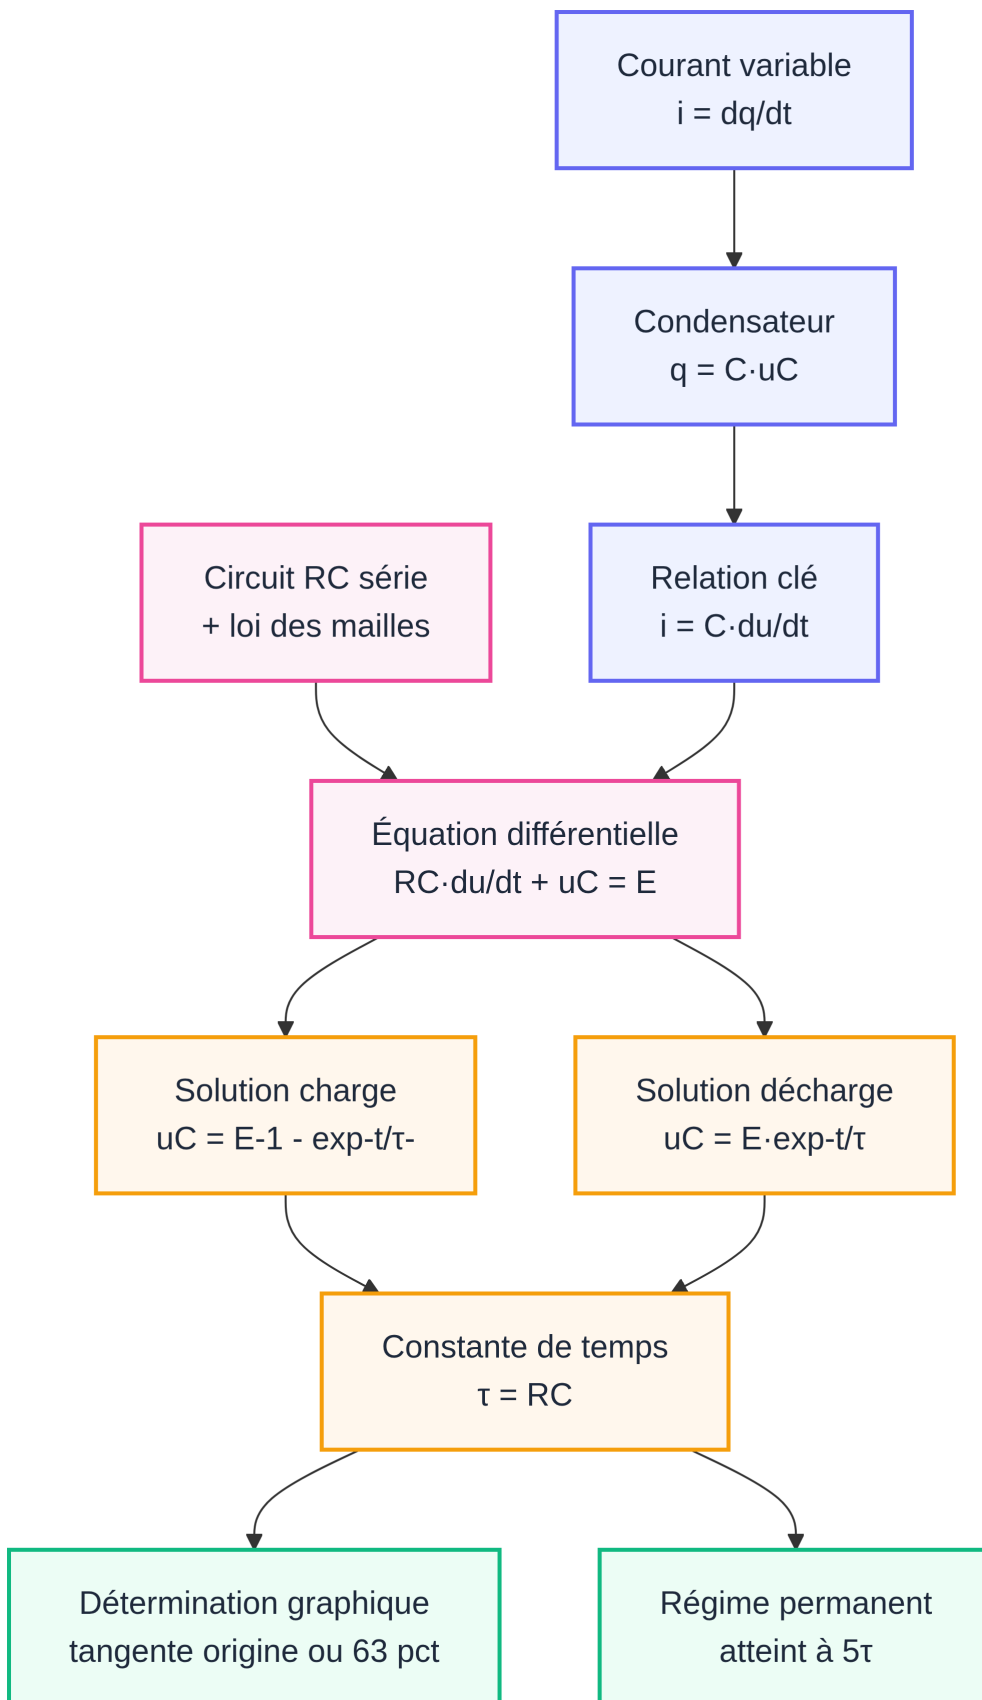 Courant variable
i = dq/dt
Condensateur
q = C·uC
Circuit RC série
+ loi des mailles
Relation clé
i = C·du/dt
Équation différentielle
RC·du/dt + uC = E
Solution charge
uC = E-1 - exp-t/τ-
Solution décharge
uC = E·exp-t/τ
Constante de temps
τ = RC
Détermination graphique
tangente origine ou 63 pct
Régime permanent
atteint à 5τ